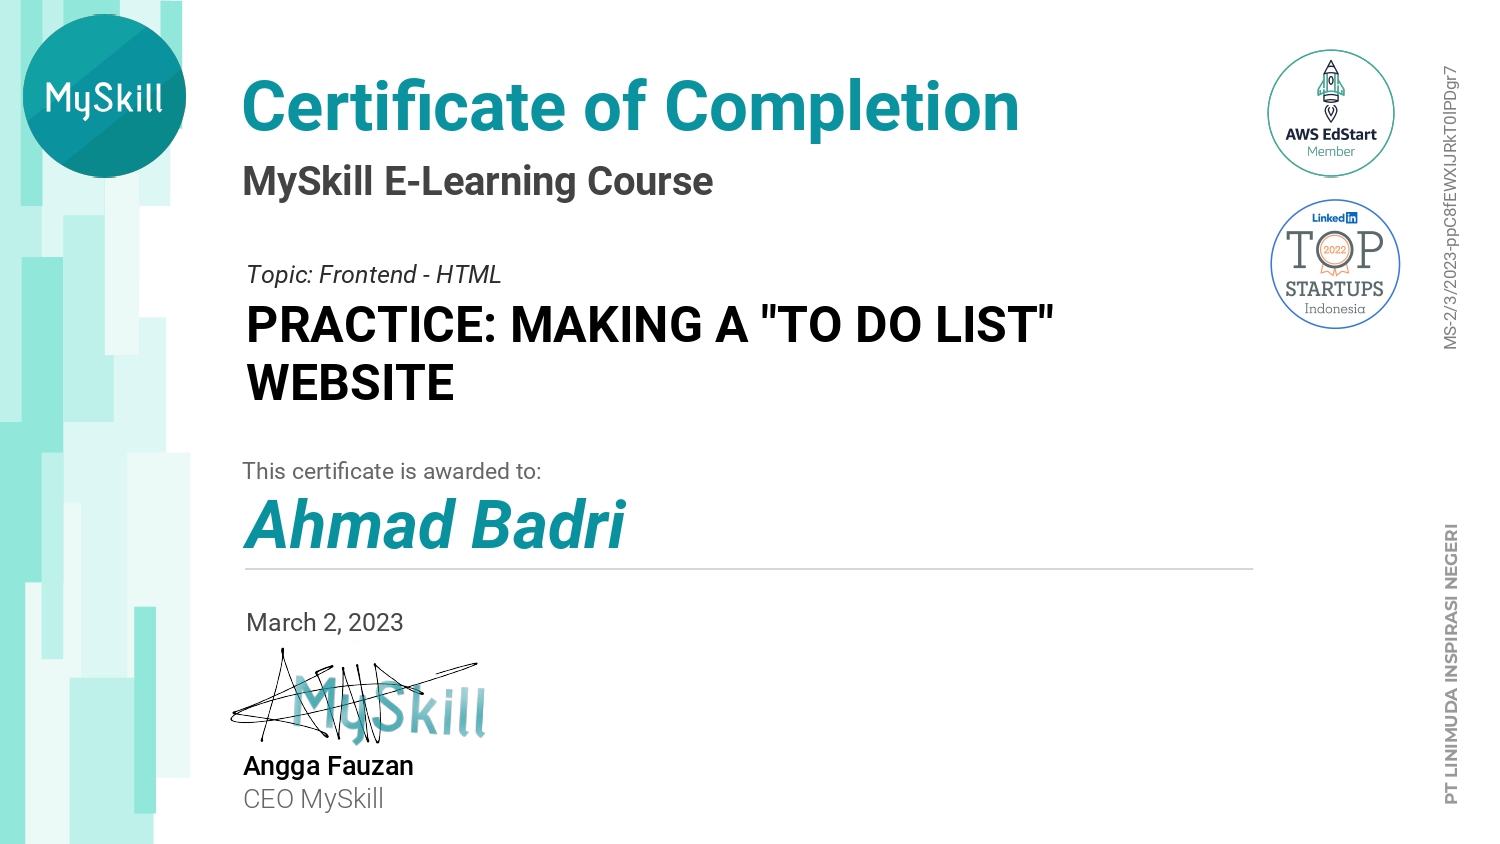 MySkill
Certificate of Completion
MySkill E-Learning Course
Topic: Frontend - HTML
PRACTICE: MAKING A "TO DO LIST"
WEBSITE
This certificate is awarded to:
Ahmad Badri
March 2, 2023
MySkill
Angga Fauzan
CEO MySkill
AWS EdStart
Member
Linked in
TOP
2022
STARTUPS
Indonesia
MS-2/3/2023-ppC8fEWXIJRkT0lPDgr7
PT LINIMUDA INSPIRASI NEGERI